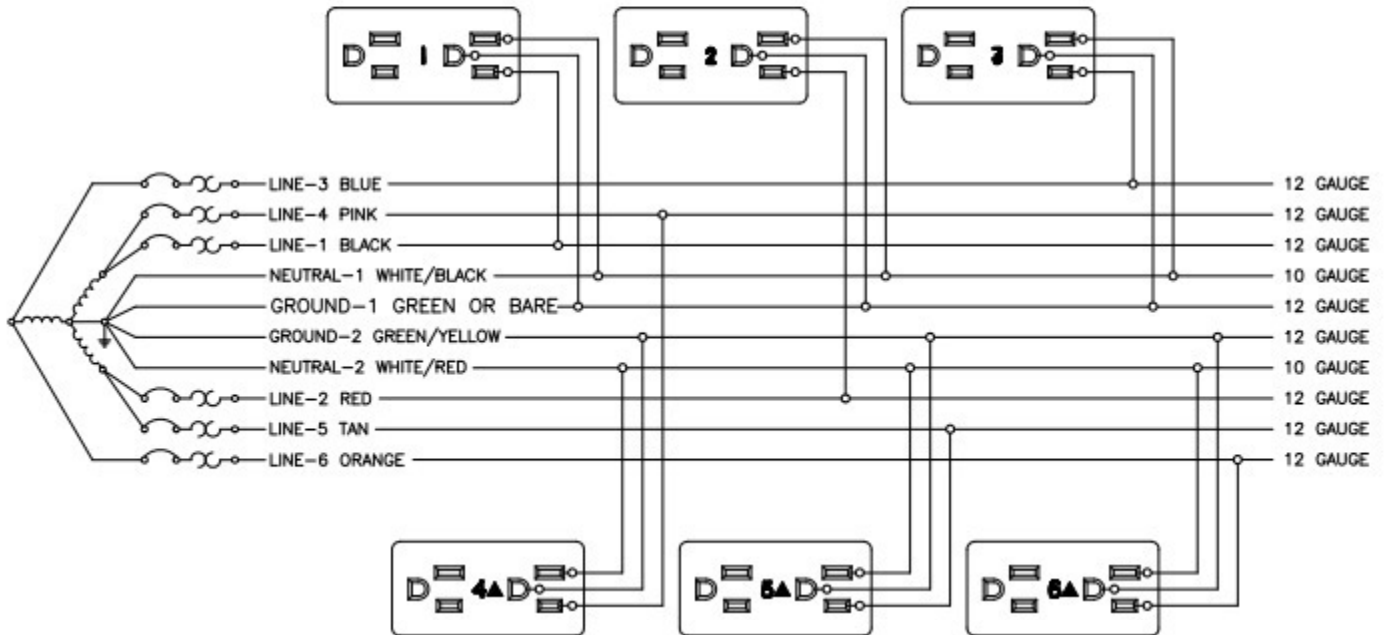 1
2
3
LINE-3 BLUE 12 GAUGE
LINE-4 PINK 12 GAUGE
LINE-1 BLACK 12 GAUGE
NEUTRAL-1 WHITE/BLACK 10 GAUGE
GROUND-1 GREEN OR BARE 12 GAUGE
GROUND-2 GREEN/YELLOW 12 GAUGE
NEUTRAL-2 WHITE/RED 10 GAUGE
LINE-2 RED 12 GAUGE
LINE-5 TAN 12 GAUGE
LINE-6 ORANGE 12 GAUGE
4▲
5▲
6▲